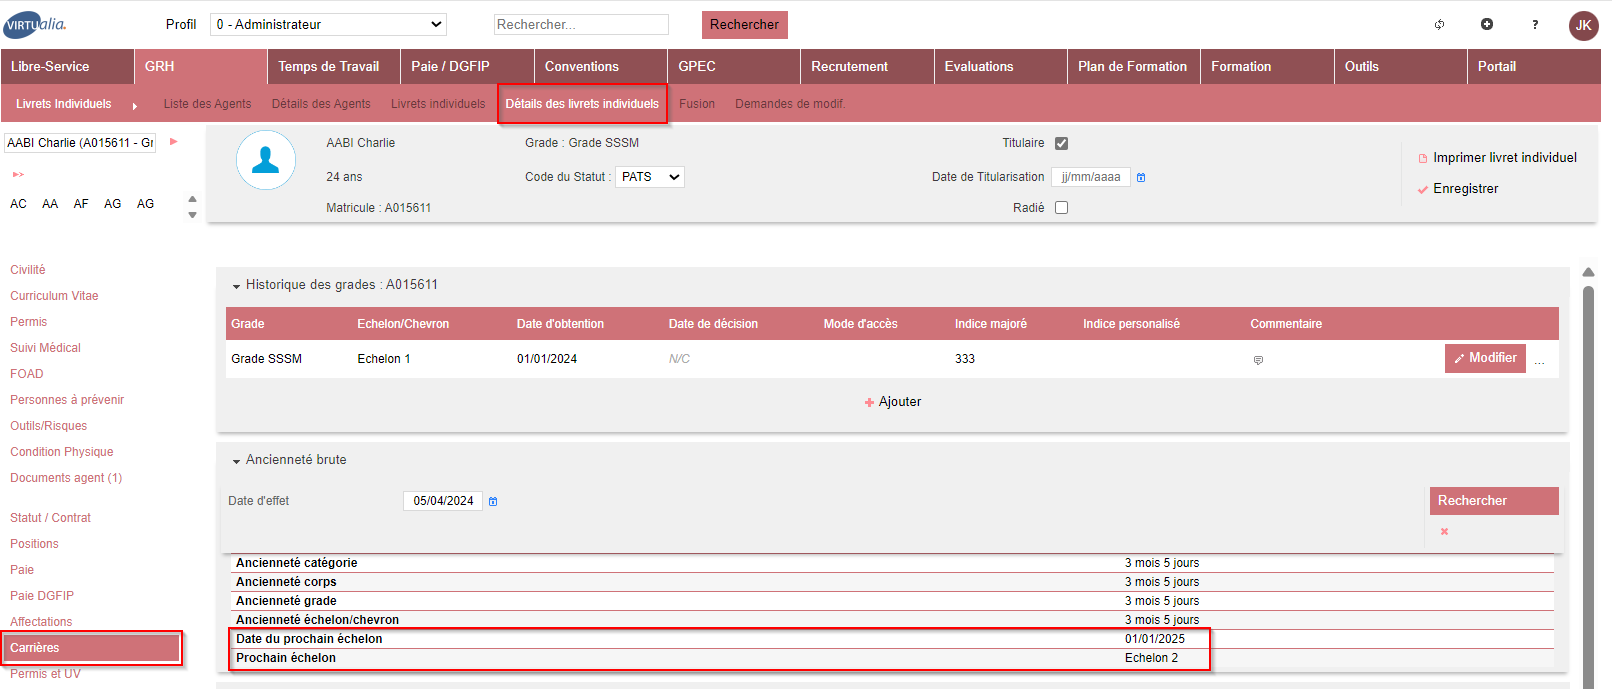 VIRTUalia.
Profil 0 - Administrateur Rechercher... Rechercher ? JK
Libre-Service GRH Temps de Travail Paie / DGFIP Conventions GPEC Recrutement Evaluations Plan de Formation Formation Outils Portail
Livrets Individuels Liste des Agents Détails des Agents Livrets individuels Détails des livrets individuels Fusion Demandes de modif.
AABI Charlie (A015611 - Gr
AC AA AF AG AG
AABI Charlie Grade : Grade SSSM Titulaire
24 ans Code du Statut : PATS Date de Titularisation jj/mm/aaaa
Matricule : A015611 Radié
Imprimer livret individuel
Enregistrer
Civilité
Curriculum Vitae
Permis
Suivi Médical
FOAD
Personnes à prévenir
Outils/Risques
Condition Physique
Documents agent (1)
Statut / Contrat
Positions
Paie
Paie DGFIP
Affectations
Carrières
Permis et UV
Historique des grades : A015611
Grade Echelon/Chevron Date d'obtention Date de décision Mode d'accès Indice majoré Indice personalisé Commentaire
Grade SSSM Echelon 1 01/01/2024 N/C 333 Modifier ...
Ajouter
Ancienneté brute
Date d'effet 05/04/2024 Rechercher
Ancienneté catégorie 3 mois 5 jours
Ancienneté corps 3 mois 5 jours
Ancienneté grade 3 mois 5 jours
Ancienneté échelon/chevron 3 mois 5 jours
Date du prochain échelon 01/01/2025
Prochain échelon Echelon 2